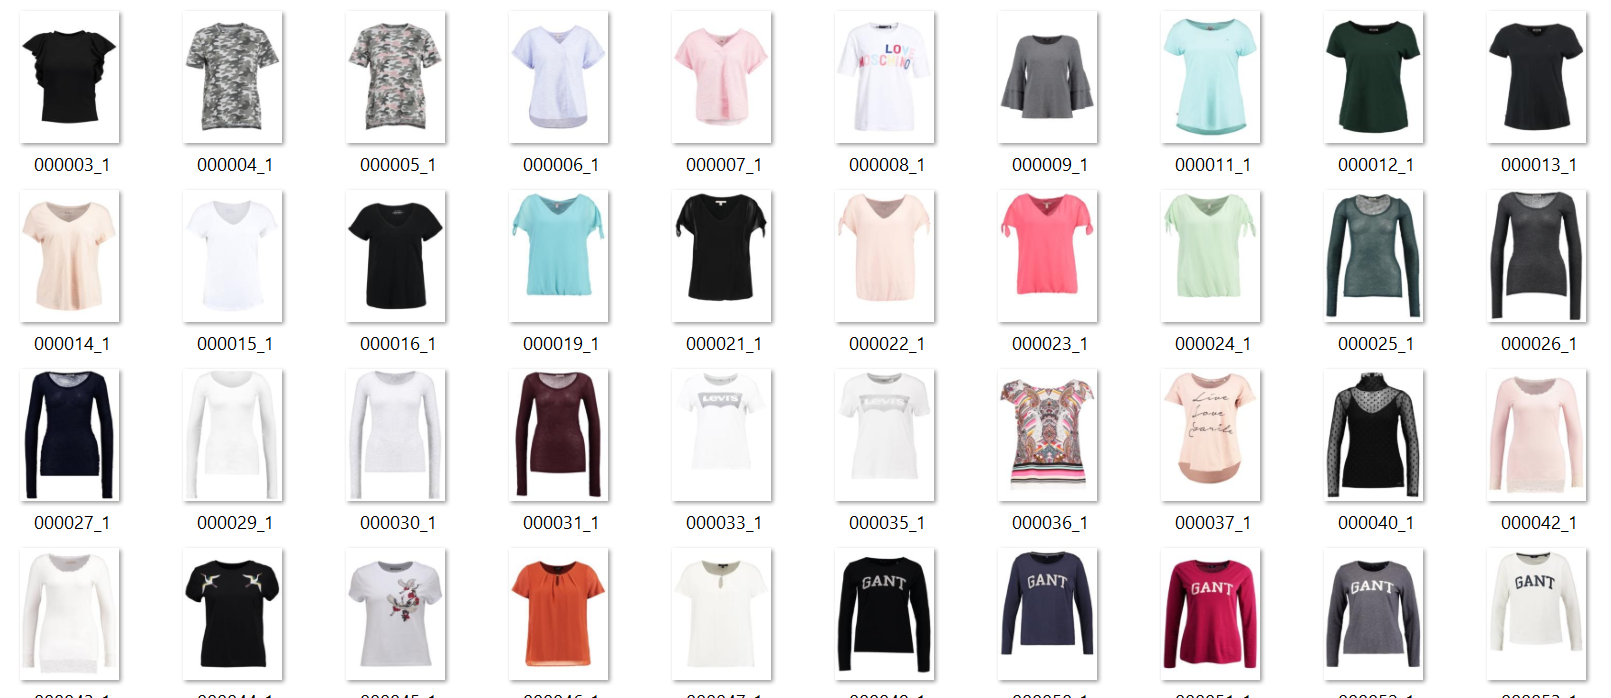 LOVE
MOSCHINO
000003_1 000004_1 000005_1 000006_1 000007_1 000008_1 000009_1 000011_1 000012_1 000013_1
000014_1 000015_1 000016_1 000019_1 000021_1 000022_1 000023_1 000024_1 000025_1 000026_1
LEVI'S LEVI'S Live
Love
000027_1 000029_1 000030_1 000031_1 000033_1 000035_1 000036_1 000037_1 000040_1 000042_1
GANT GANT GANT GANT GANT